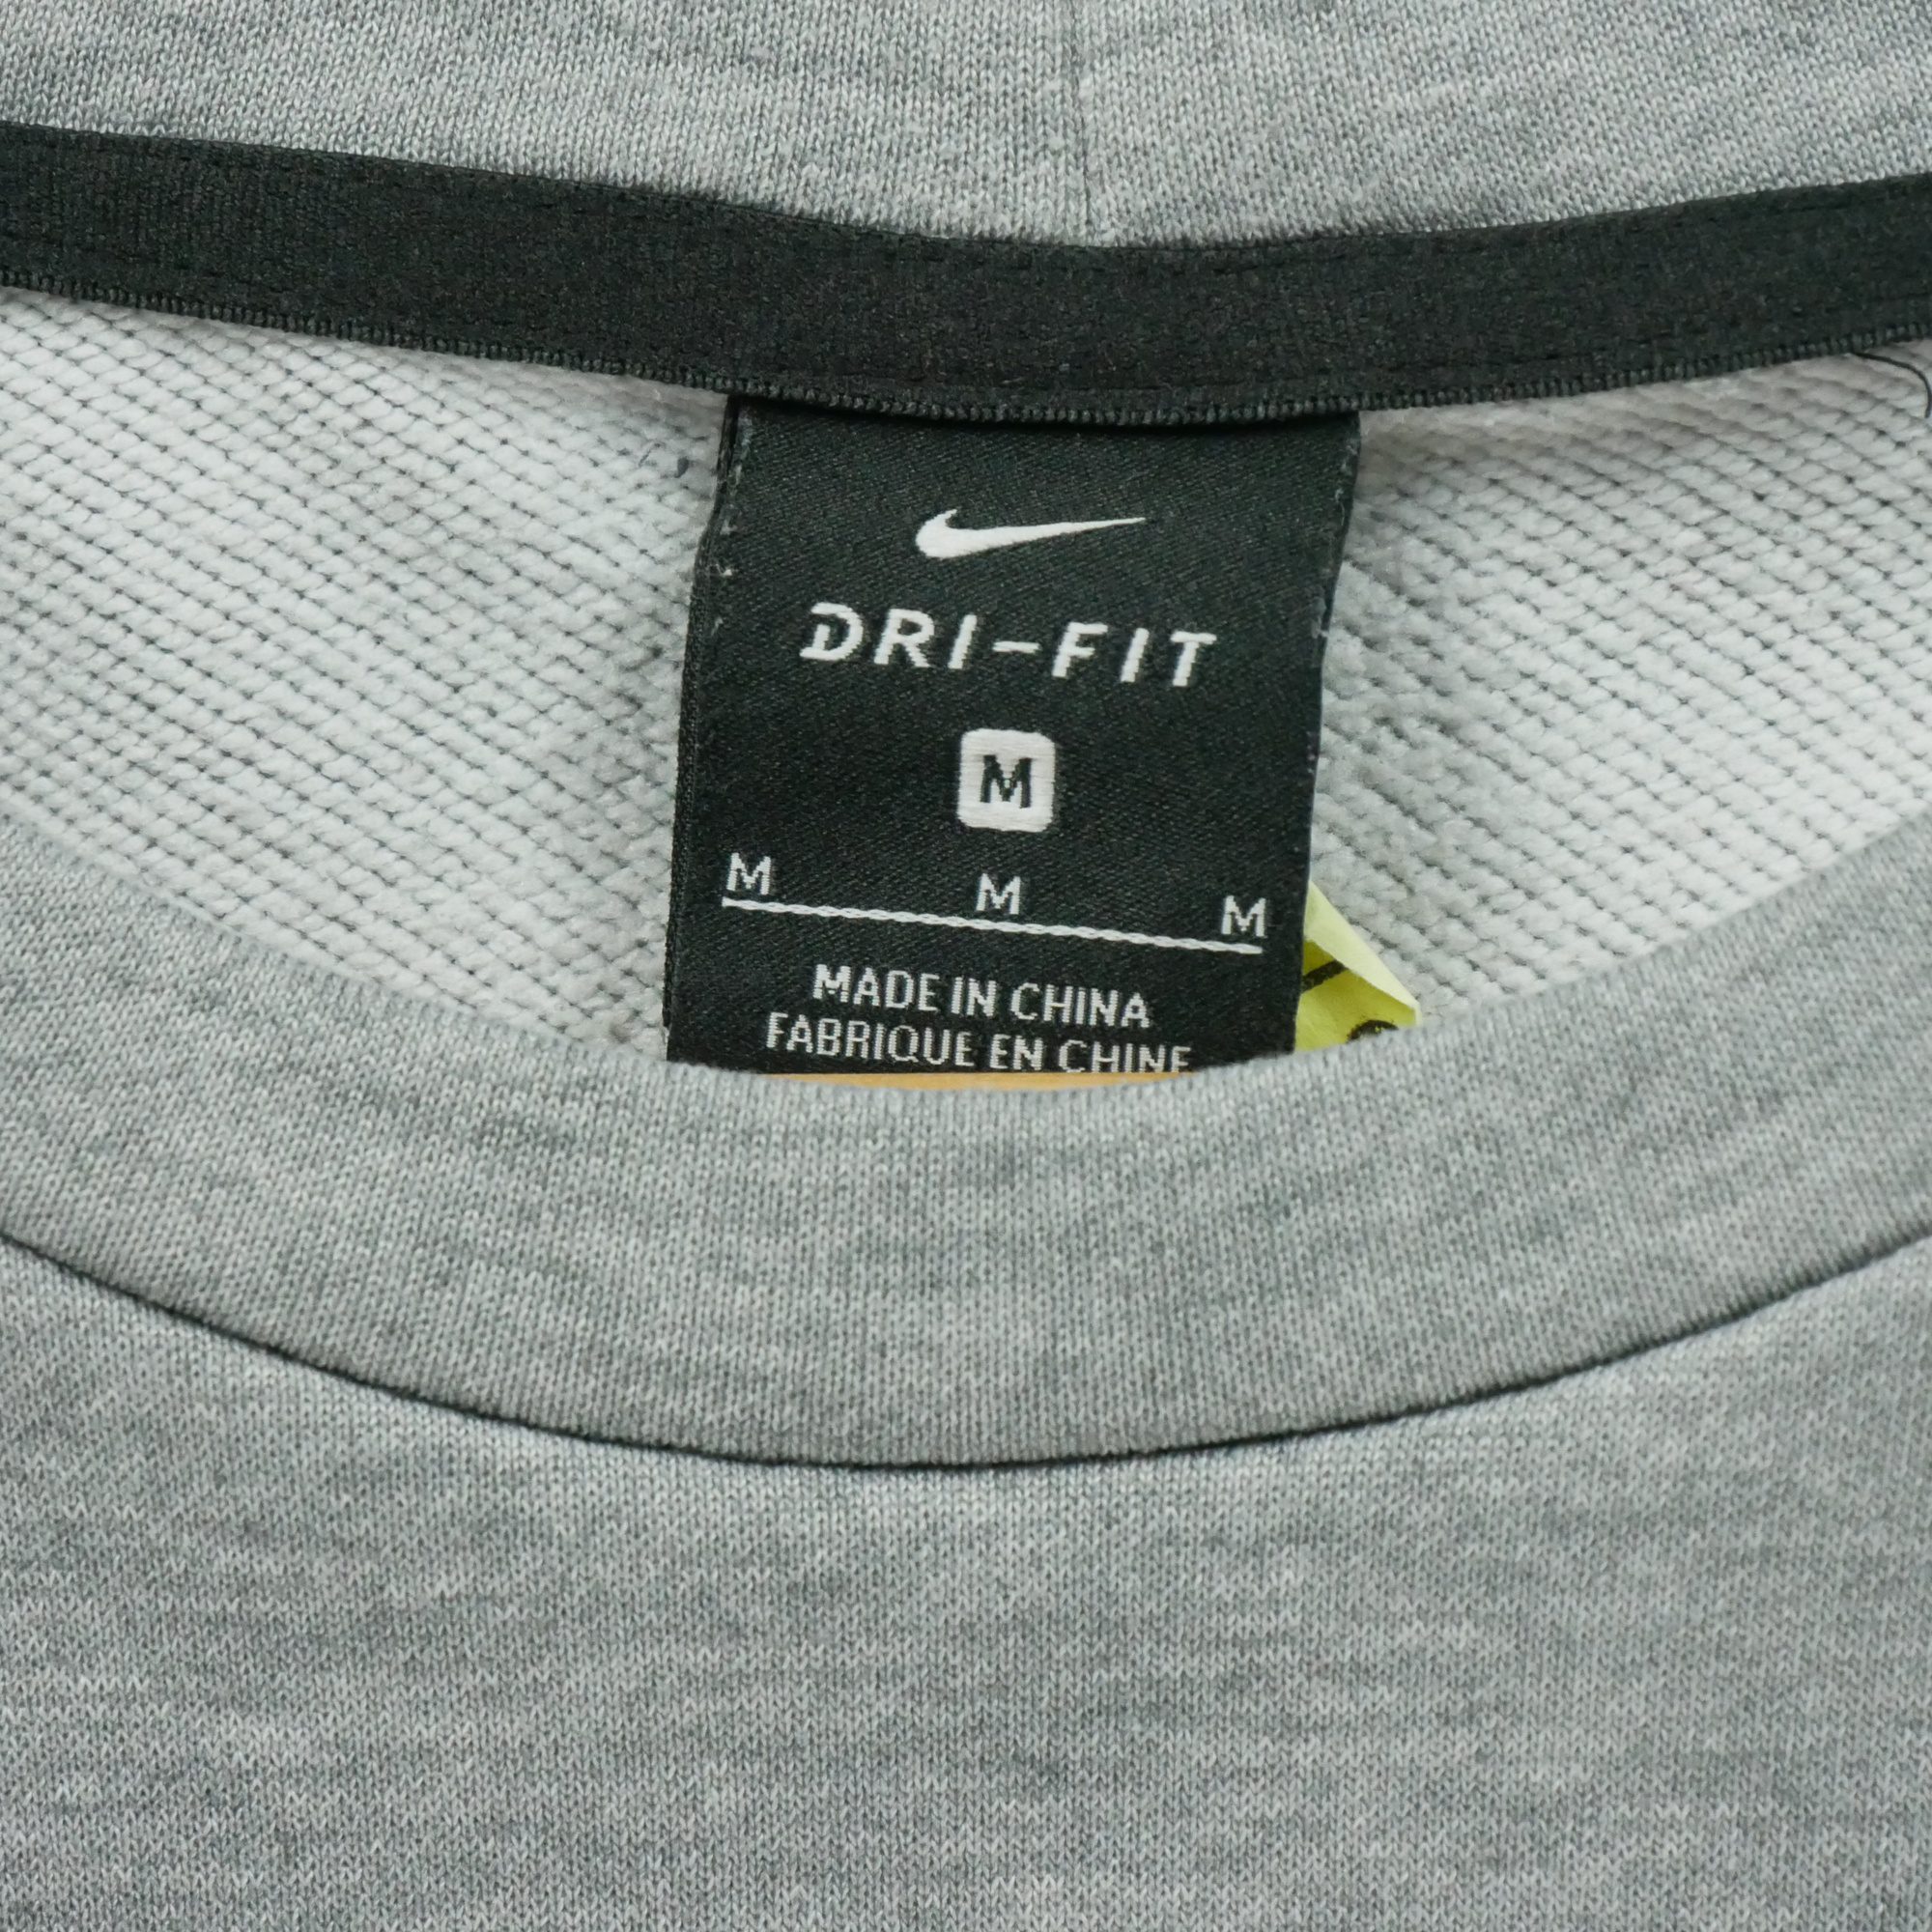 DRI-FIT
M
M M M
MADE IN CHINA
FABRIQUE EN CHINE